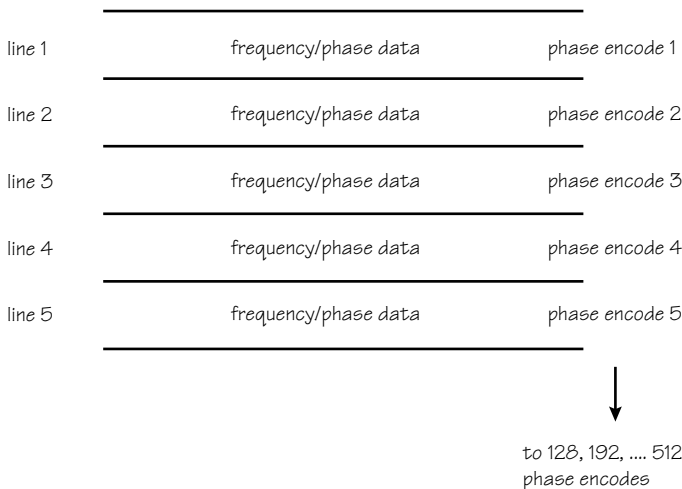 line 1 frequency/phase data phase encode 1
line 2 frequency/phase data phase encode 2
line 3 frequency/phase data phase encode 3
line 4 frequency/phase data phase encode 4
line 5 frequency/phase data phase encode 5
to 128, 192, .... 512
phase encodes